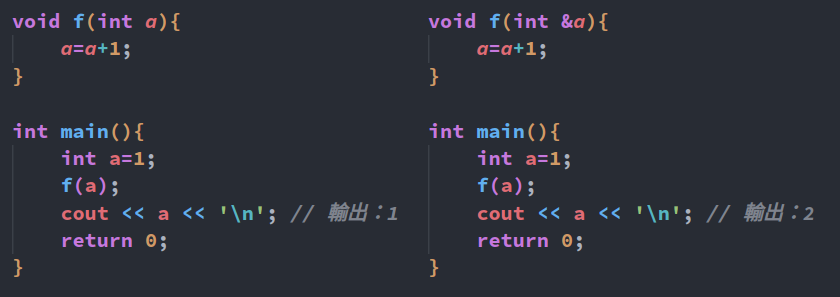 void f(int a){
    a=a+1;
}

int main(){
    int a=1;
    f(a);
    cout << a << '\n'; // 輸出：1
    return 0;
}
void f(int &a){
    a=a+1;
}

int main(){
    int a=1;
    f(a);
    cout << a << '\n'; // 輸出：2
    return 0;
}